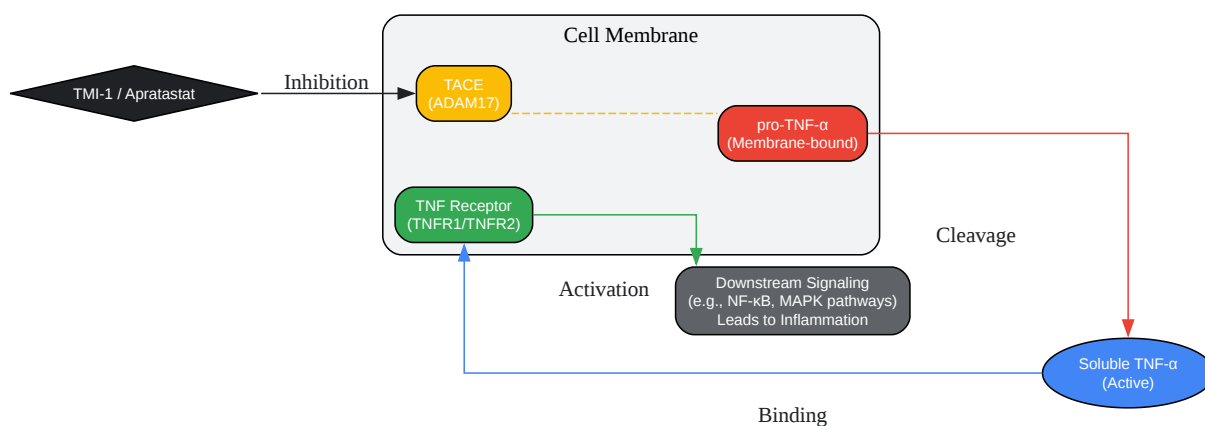 Cell Membrane
TMI-1 / Apratastat
Inhibition
TACE
(ADAM17)
pro-TNF-α
(Membrane-bound)
TNF Receptor
(TNFR1/TNFR2)
Cleavage
Activation
Downstream Signaling
(e.g., NF-κB, MAPK pathways)
Leads to Inflammation
Soluble TNF-α
(Active)
Binding